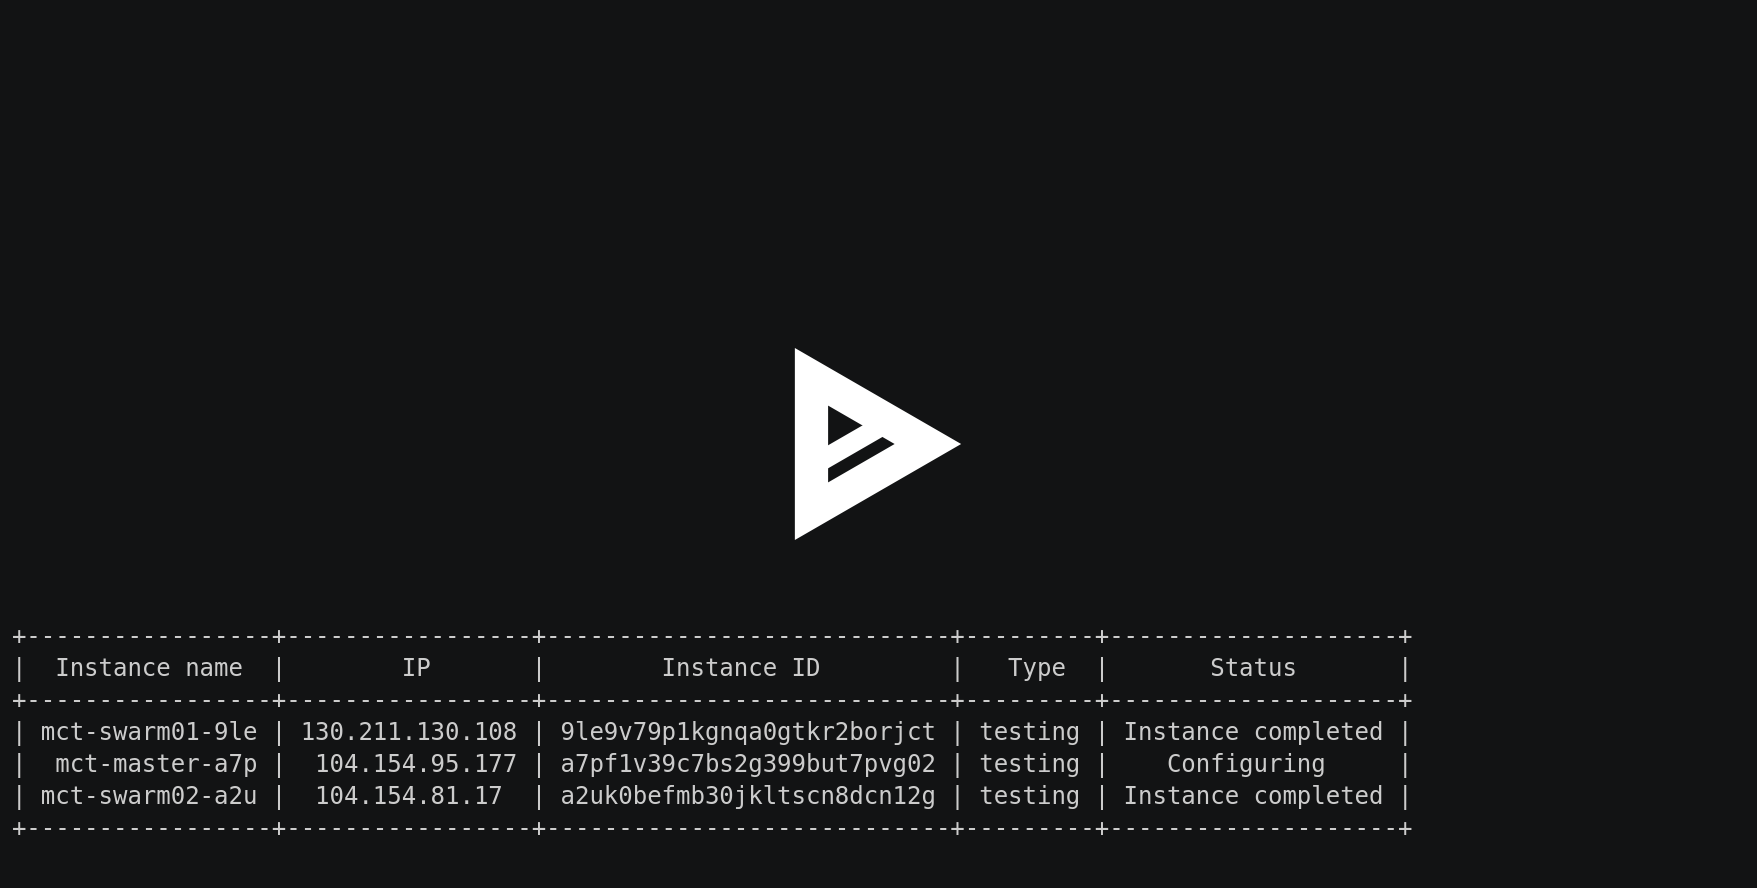 +-----------------+-----------------+----------------------------+---------+-------------------+
|  Instance name  |       IP        |        Instance ID         |   Type  |       Status      |
+-----------------+-----------------+----------------------------+---------+-------------------+
| mct-swarm01-9le | 130.211.130.108 | 9le9v79p1kgnqa0gtkr2borjct | testing | Instance completed |
|  mct-master-a7p |  104.154.95.177 | a7pf1v39c7bs2g399but7pvg02 | testing |    Configuring     |
| mct-swarm02-a2u |  104.154.81.17  | a2uk0befmb30jkltscn8dcn12g | testing | Instance completed |
+-----------------+-----------------+----------------------------+---------+-------------------+